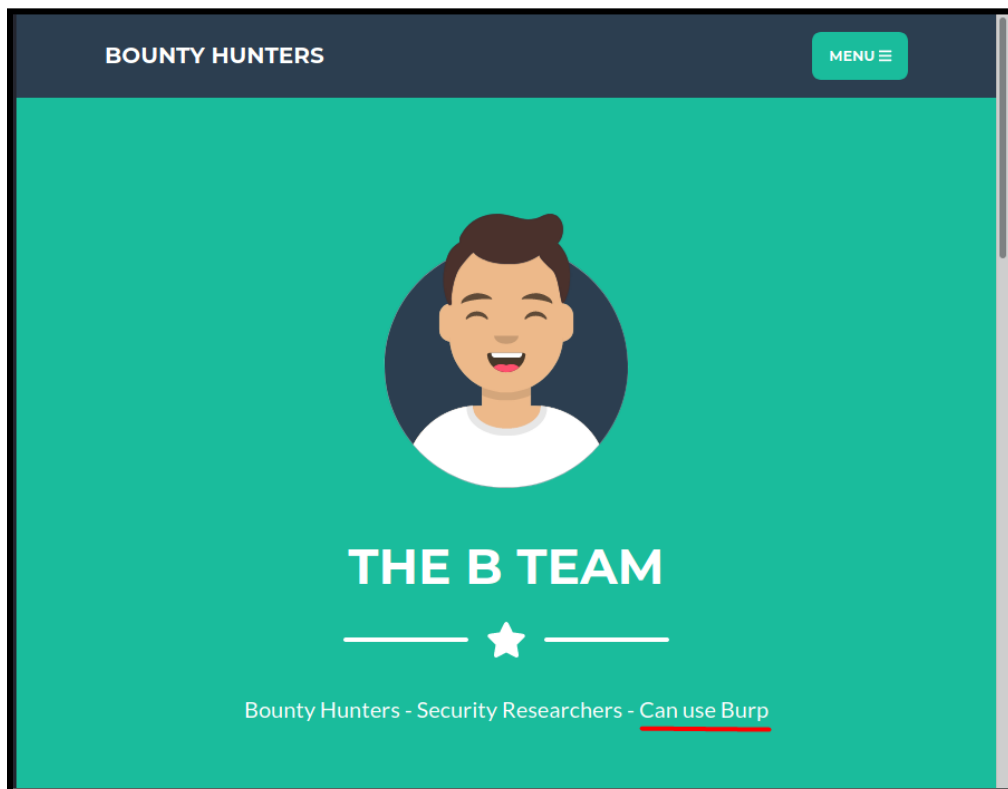 BOUNTY HUNTERS
MENU
THE B TEAM
Bounty Hunters - Security Researchers - Can use Burp